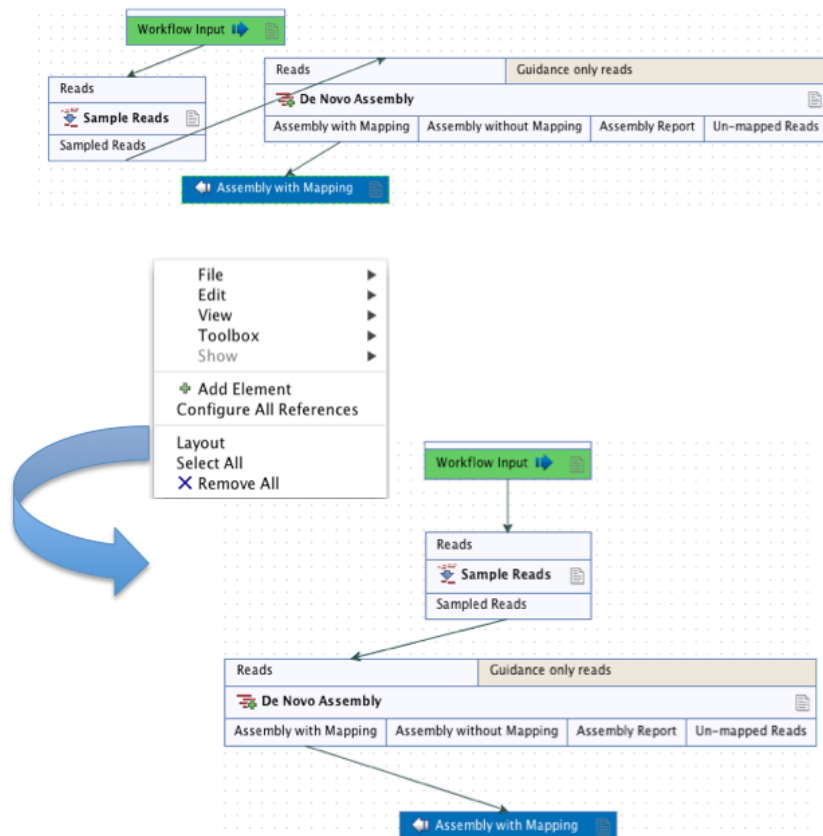 Workflow Input
Reads
Sample Reads
Sampled Reads
Reads Guidance only reads
De Novo Assembly
Assembly with Mapping Assembly without Mapping Assembly Report Un-mapped Reads
Assembly with Mapping
File
Edit
View
Toolbox
Show
Add Element
Configure All References
Layout
Select All
Remove All
Workflow Input
Reads
Sample Reads
Sampled Reads
Reads Guidance only reads
De Novo Assembly
Assembly with Mapping Assembly without Mapping Assembly Report Un-mapped Reads
Assembly with Mapping